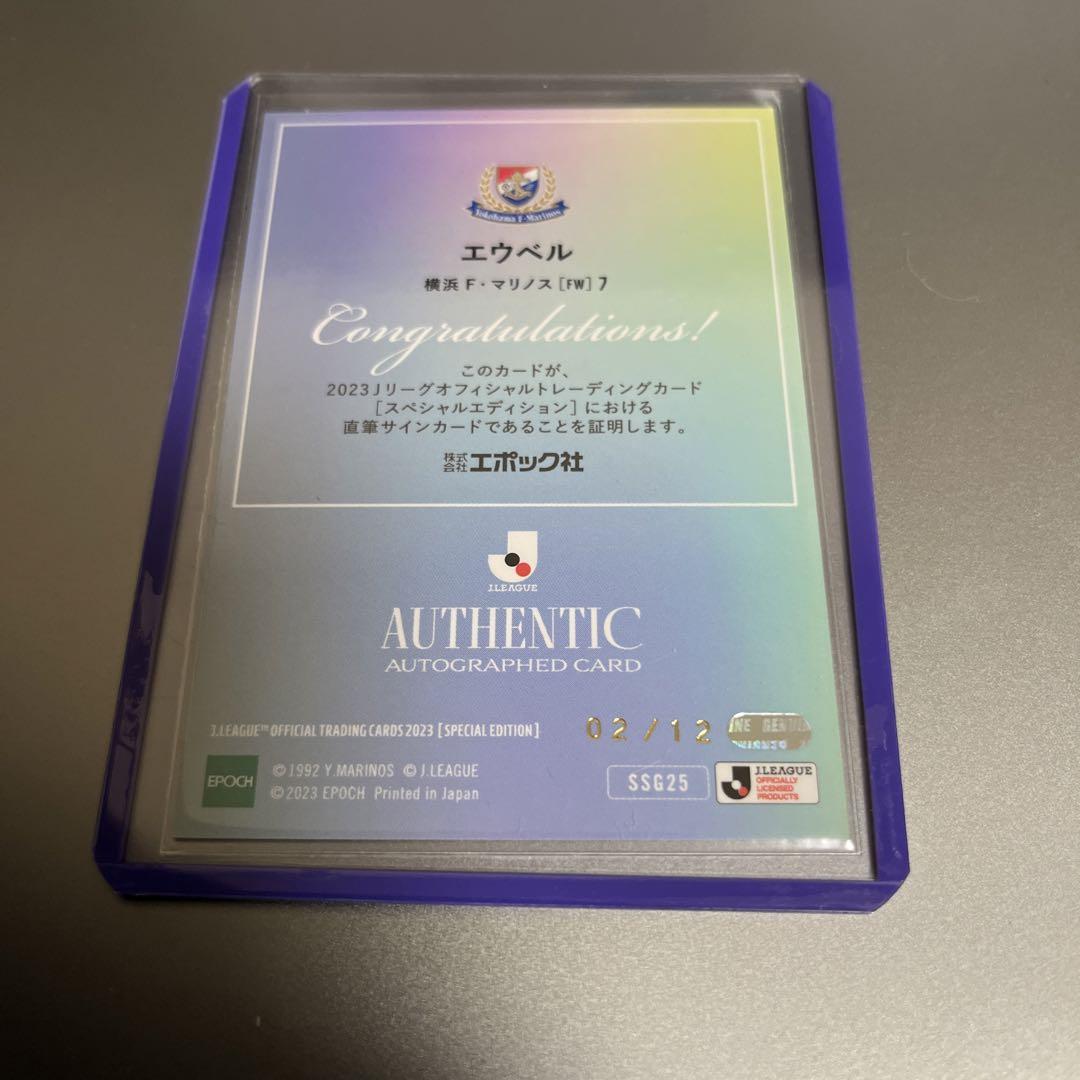 Yokohama F·Marinos
エウベル
横浜 F・マリノス [FW] 7
Congratulations!
このカードが、
2023Jリーグオフィシャルトレーディングカード
[スペシャルエディション] における
直筆サインカードであることを証明します。
株式会社エポック社
J.LEAGUE
AUTHENTIC
AUTOGRAPHED CARD
J.LEAGUE™ OFFICIAL TRADING CARDS 2023 [SPECIAL EDITION]
02/12
EPOCH
©1992 Y.MARINOS ©J.LEAGUE
©2023 EPOCH Printed in Japan
SSG25
J.LEAGUE
OFFICIALLY
LICENSED
PRODUCTS